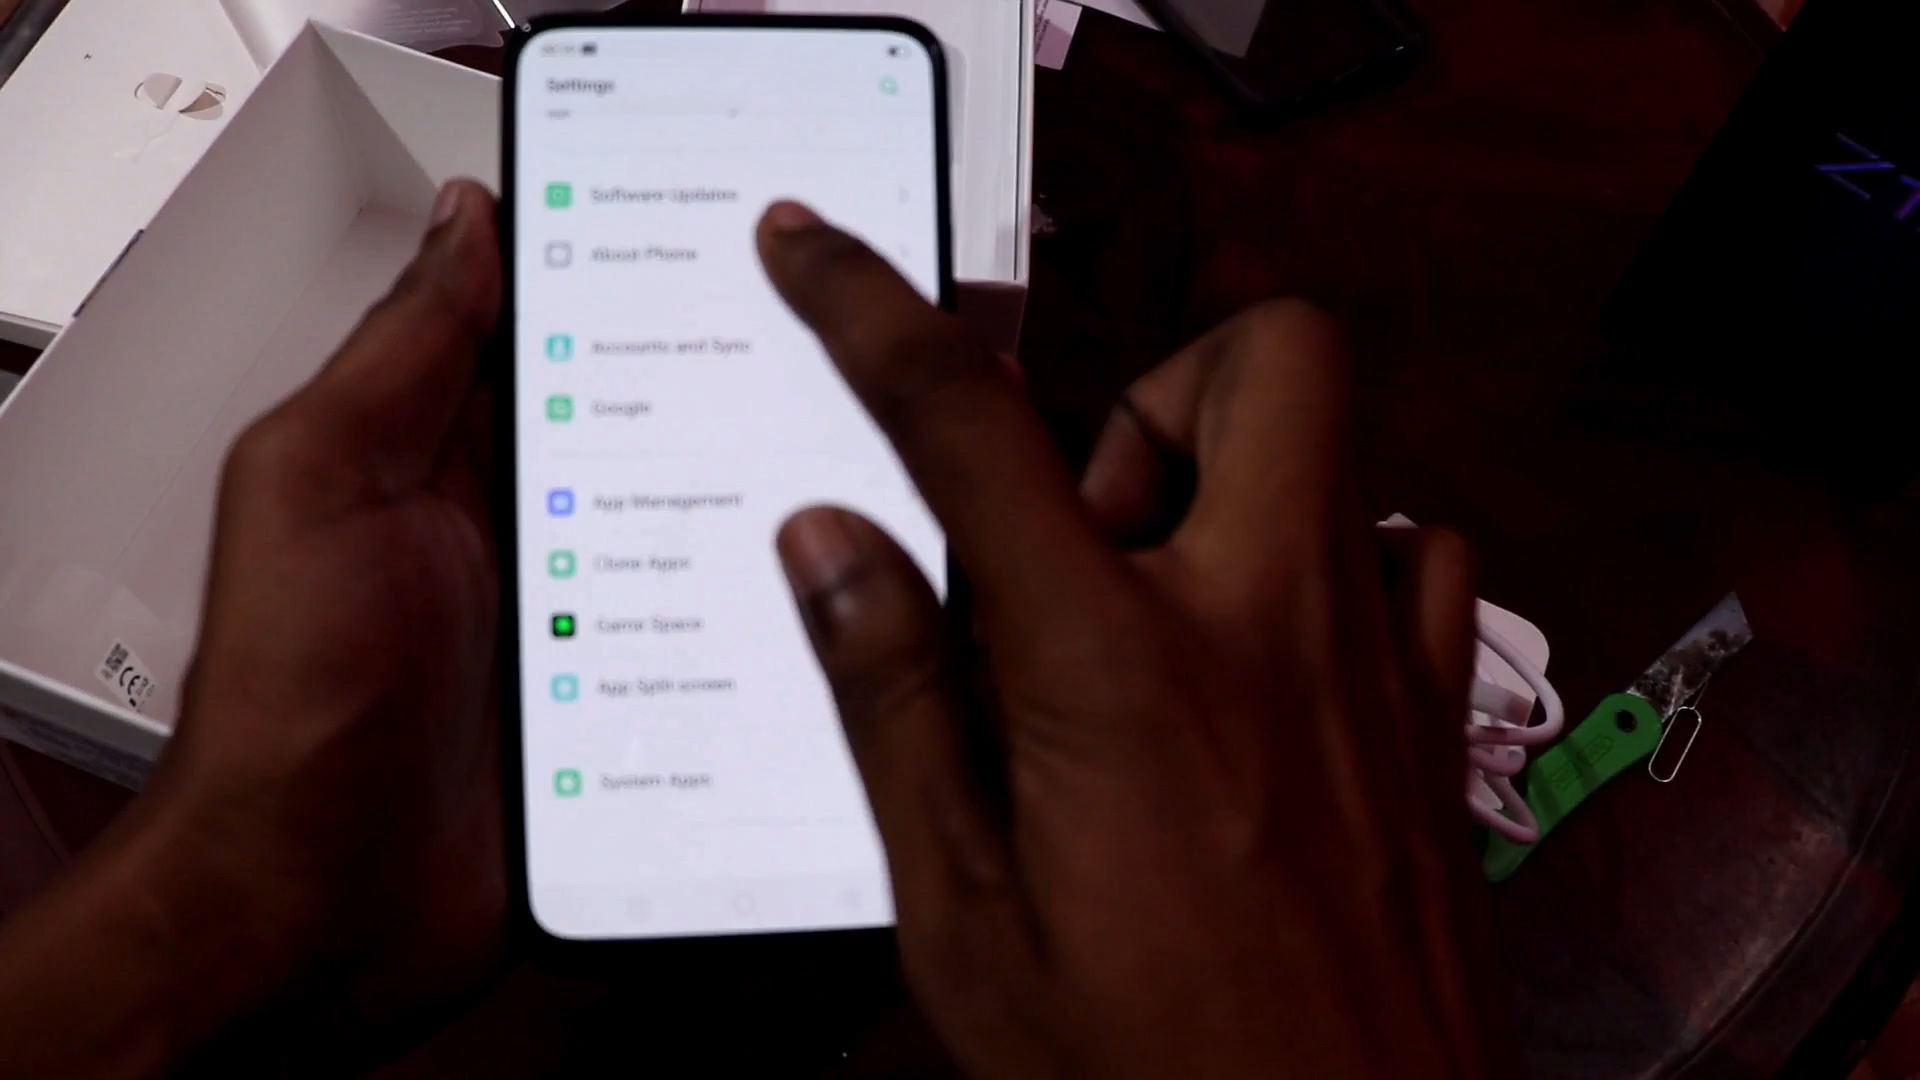 Settings
Software Updates
About Phone
Accounts and Sync
Google
App Management
Clone Apps
Game Space
App Split-screen
System Apps
CE